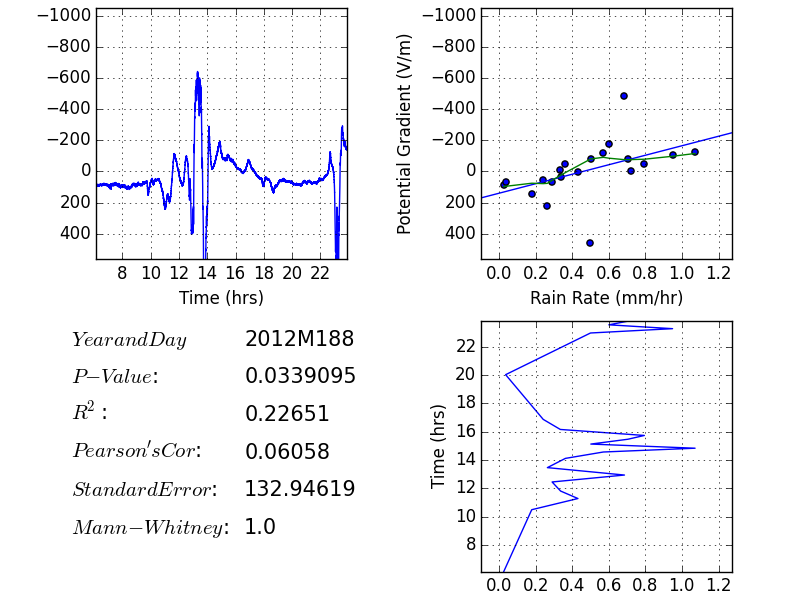 −1000
−800
−600
−400
−200
0
200
400
8 10 12 14 16 18 20 22
Time (hrs)
Potential Gradient (V/m)
−1000
−800
−600
−400
−200
0
200
400
0.0 0.2 0.4 0.6 0.8 1.0 1.2
Rain Rate (mm/hr)
YearandDay 2012M188
P−Value: 0.0339095
R²: 0.22651
Pearson'sCor: 0.06058
StandardError: 132.94619
Mann−Whitney: 1.0
Time (hrs)
22
20
18
16
14
12
10
8
0.0 0.2 0.4 0.6 0.8 1.0 1.2